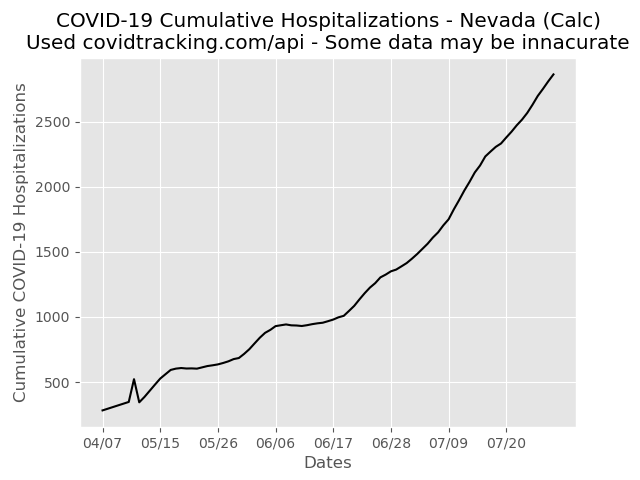 COVID-19 Cumulative Hospitalizations - Nevada (Calc)
Used covidtracking.com/api - Some data may be innacurate
Cumulative COVID-19 Hospitalizations
2500
2000
1500
1000
500
04/07 05/15 05/26 06/06 06/17 06/28 07/09 07/20
Dates